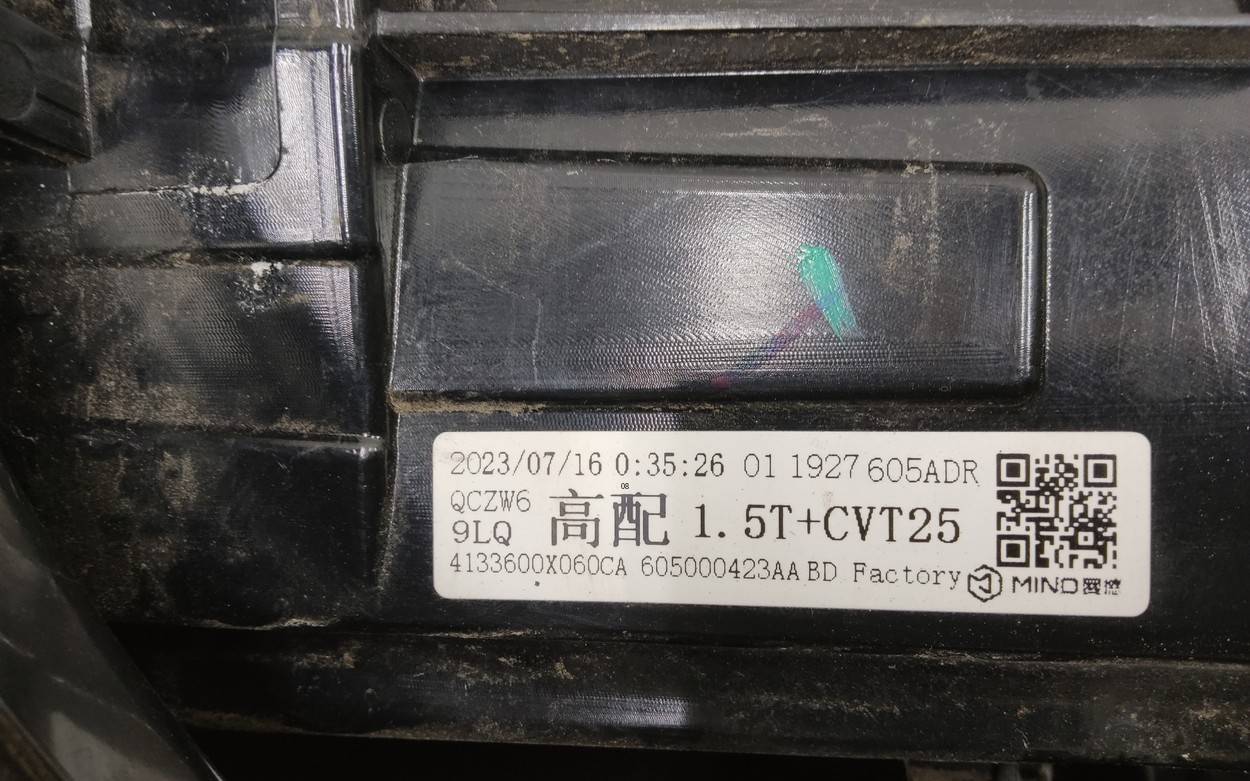 2023/07/16 0:35:26 01 1927 605ADR
QCZW6
08
高配 1.5T+CVT25
9LQ
4133600X060CA 605000423AA BD Factory MIND